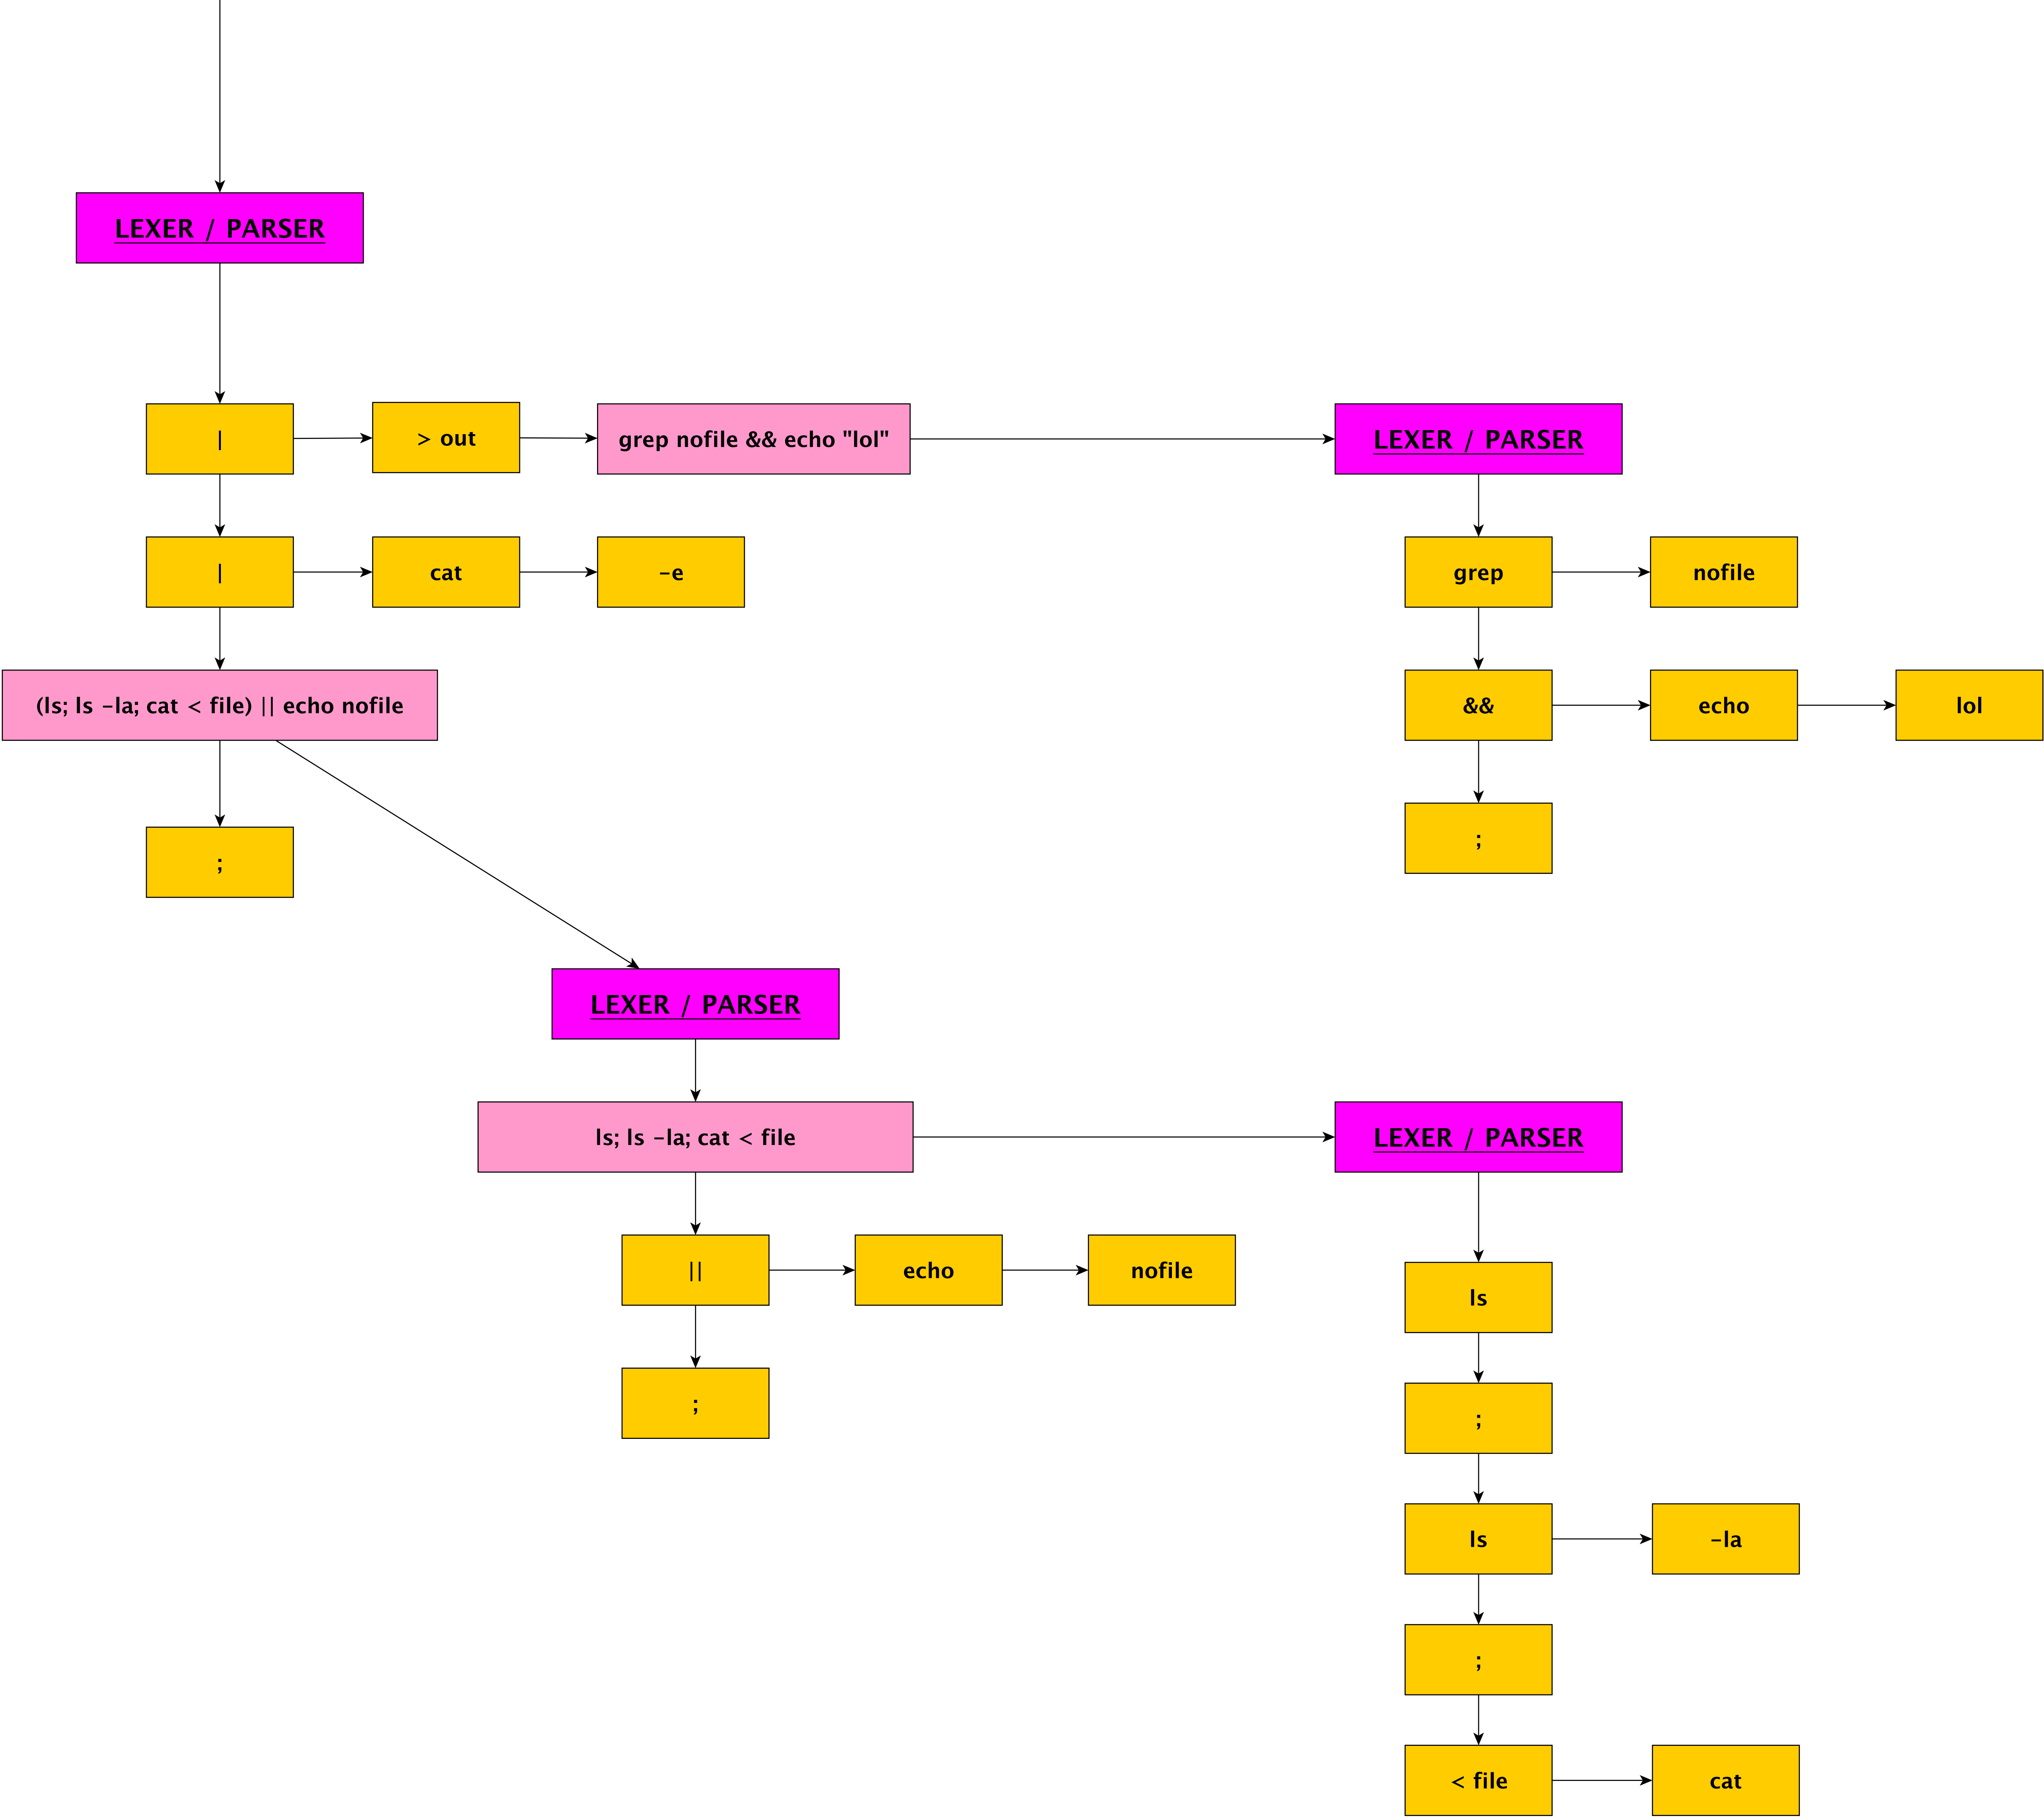 LEXER / PARSER
|
> out
grep nofile && echo "lol"
LEXER / PARSER
|
cat
-e
grep
nofile
(ls; ls -la; cat < file) || echo nofile
&&
echo
lol
;
;
LEXER / PARSER
ls; ls -la; cat < file
LEXER / PARSER
||
echo
nofile
ls
;
;
ls
-la
;
< file
cat